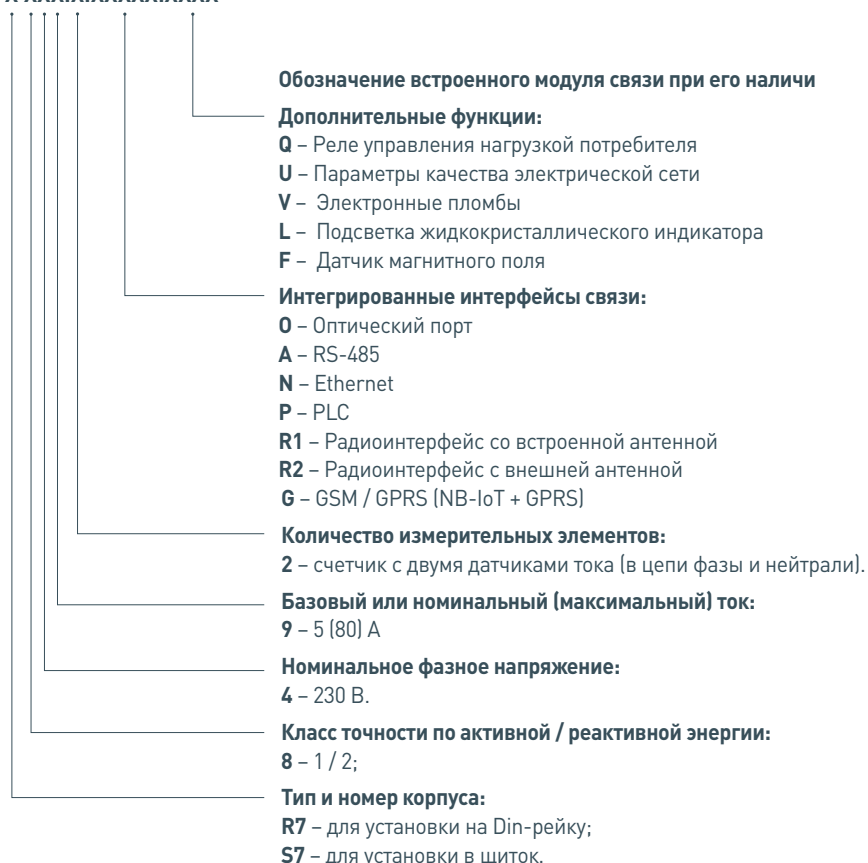 Обозначение встроенного модуля связи при его наличи
Дополнительные функции:
Q – Реле управления нагрузкой потребителя
U – Параметры качества электрической сети
V – Электронные пломбы
L – Подсветка жидкокристаллического индикатора
F – Датчик магнитного поля
Интегрированные интерфейсы связи:
O – Оптический порт
A – RS-485
N – Ethernet
P – PLC
R1 – Радиоинтерфейс со встроенной антенной
R2 – Радиоинтерфейс с внешней антенной
G – GSM / GPRS (NB-IoT + GPRS)
Количество измерительных элементов:
2 – счетчик с двумя датчиками тока (в цепи фазы и нейтрали).
Базовый или номинальный (максимальный) ток:
9 – 5 (80) А
Номинальное фазное напряжение:
4 – 230 В.
Класс точности по активной / реактивной энергии:
8 – 1 / 2;
Тип и номер корпуса:
R7 – для установки на Din-рейку;
S7 – для установки в щиток.